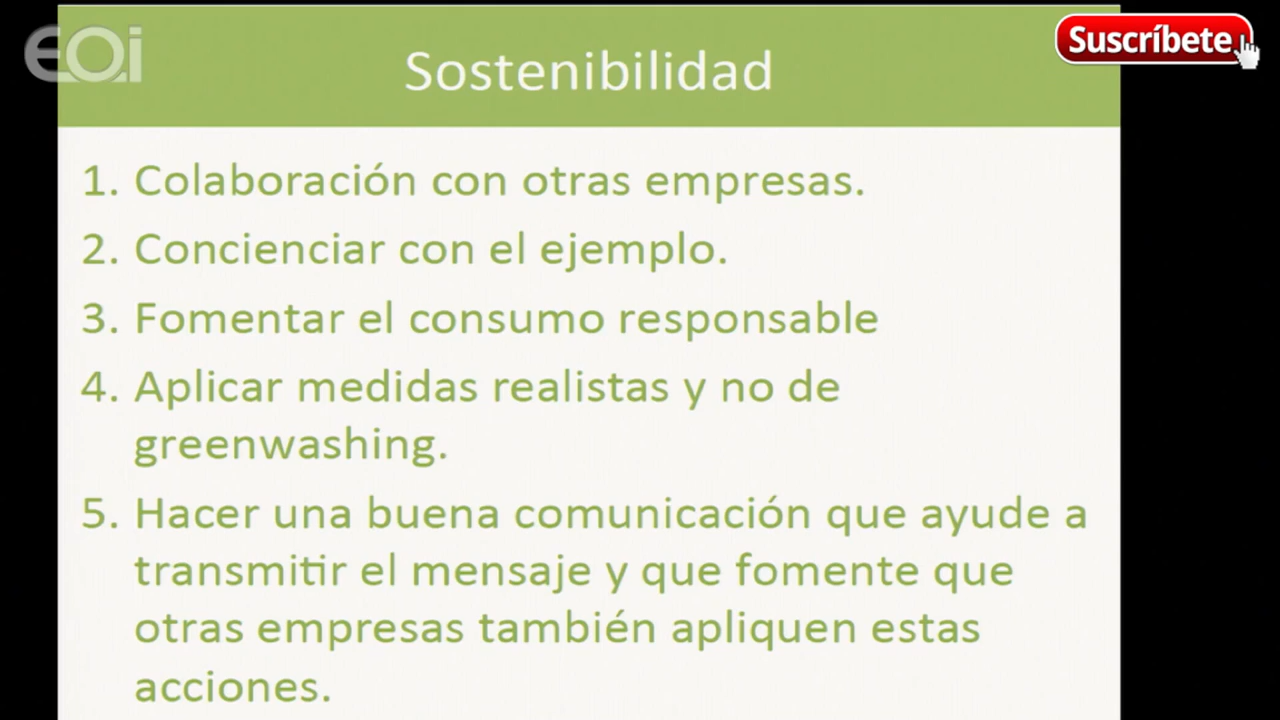 eoi
Suscríbete
Sostenibilidad
1. Colaboración con otras empresas.
2. Concienciar con el ejemplo.
3. Fomentar el consumo responsable
4. Aplicar medidas realistas y no de
greenwashing.
5. Hacer una buena comunicación que ayude a
transmitir el mensaje y que fomente que
otras empresas también apliquen estas
acciones.